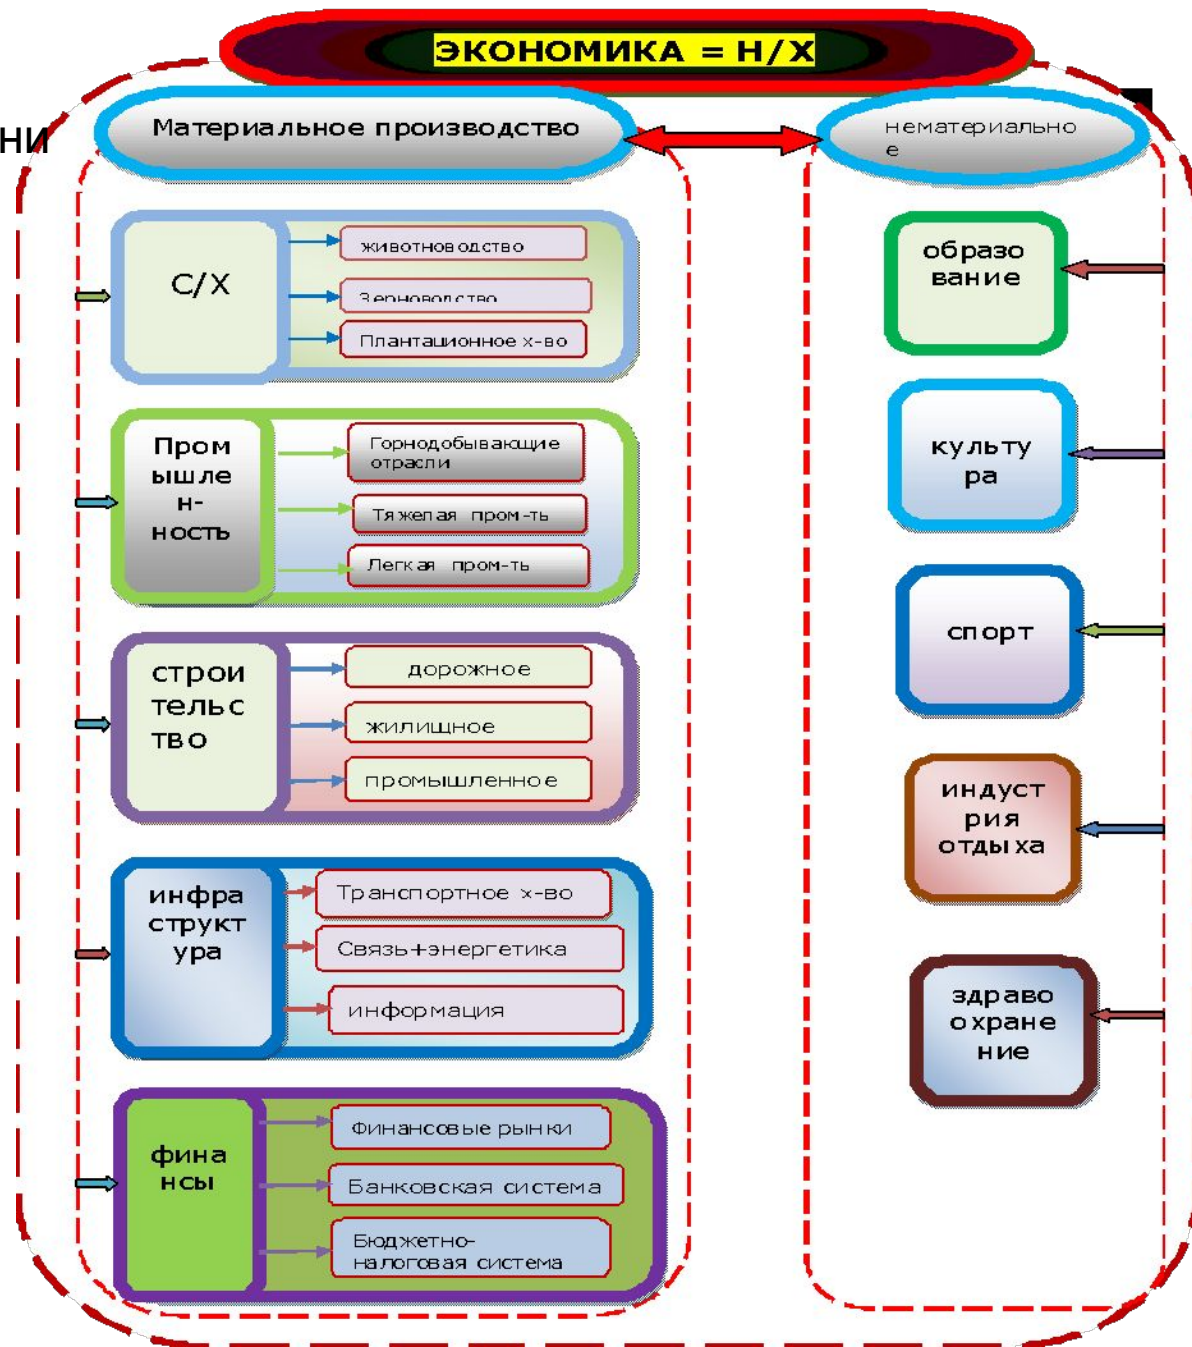 ЭКОНОМИКА = Н/Х
ни
Материальное производство
нематериально
е
С/Х
животноводство
Зерноводство
Плантационное х-во
Пром
ышле
н-
ность
Горнодобывающие
отрасли
Тяжелая пром-ть
Легкая пром-ть
строи
тельс
тво
дорожное
жилищное
промышленное
инфра
структ
ура
Транспортное х-во
Связь+энергетика
информация
фина
нсы
Финансовые рынки
Банковская система
Бюджетно-
налоговая система
образо
вание
культу
ра
спорт
индуст
рия
отдыха
здраво
охране
ние